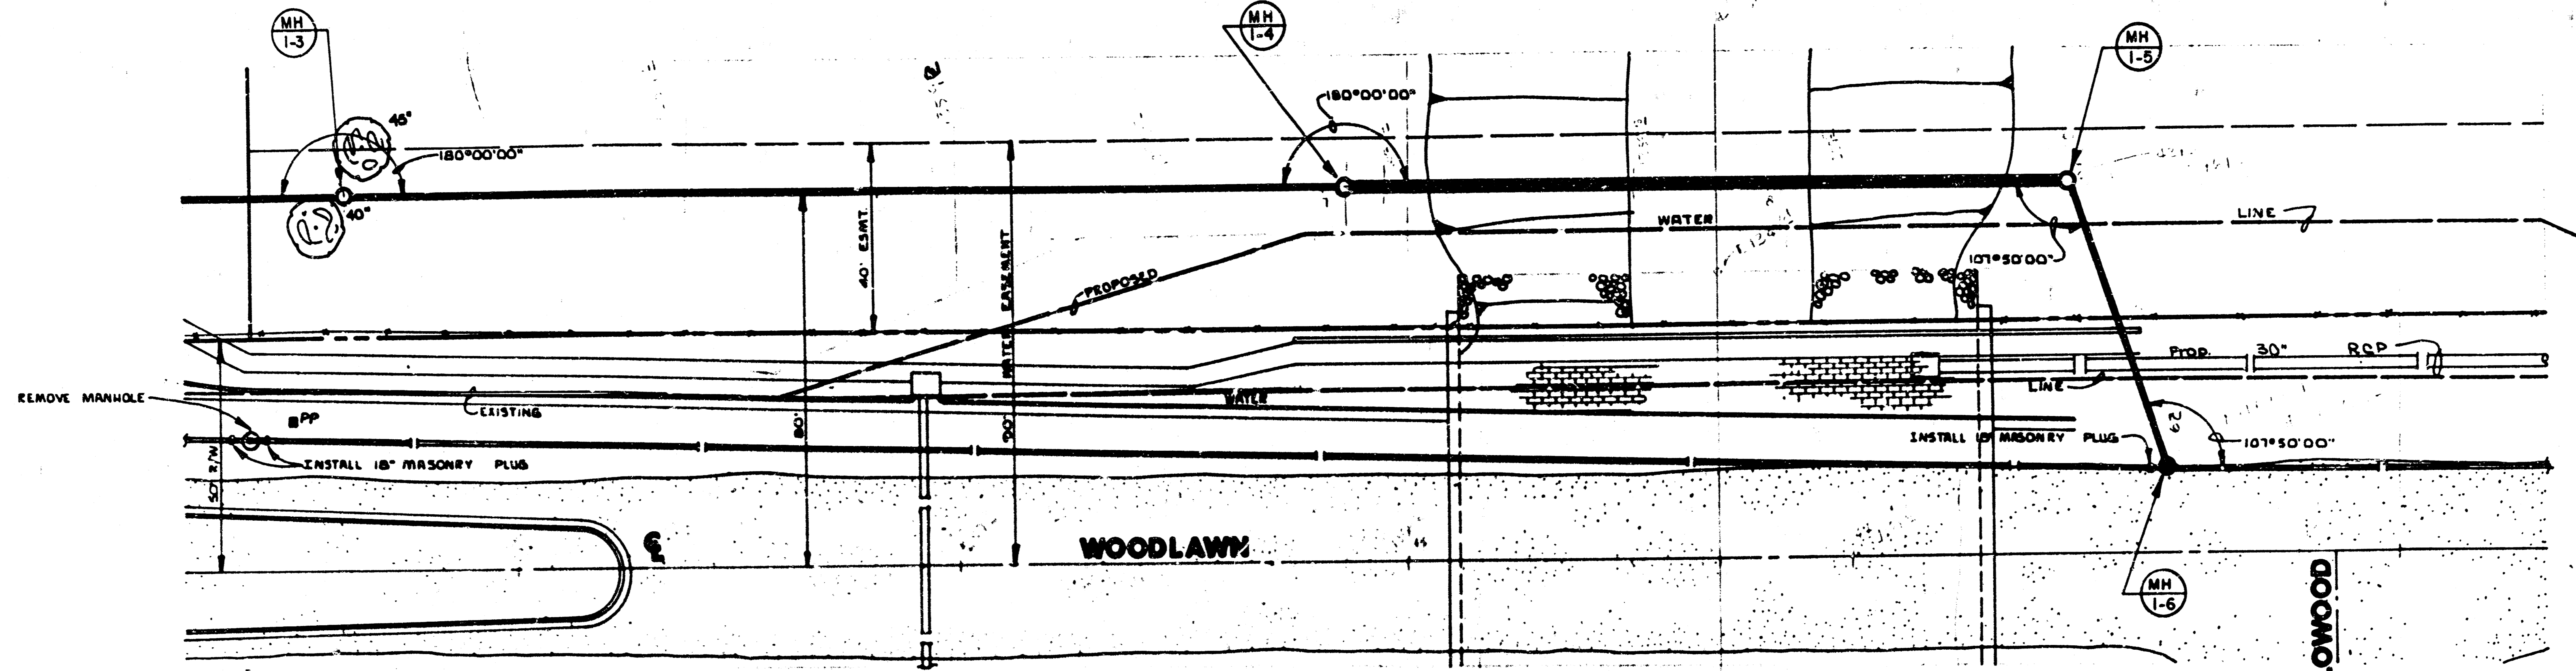 MH
1-3
MH
1-4
MH
1-5
45"
180°00'00"
180°00'00"
40"
40' ESMT.
WATER EASEMENT
PROPOSED
WATER
LINE
107°50'00"
Prop. 30" RCP
LINE
REMOVE MANHOLE
EXISTING
WATER
PP
80'
90'
62
INSTALL 18" MASONRY PLUG
107°50'00"
INSTALL 18" MASONRY PLUG
50' R/W
WOODLAWN
MH
1-6
OWOOD